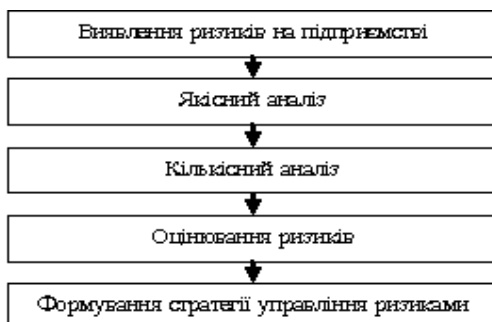 Виявлення ризиків на підприємстві
Якісний аналіз
Кількісний аналіз
Оцінювання ризиків
Формування стратегії управління ризиками